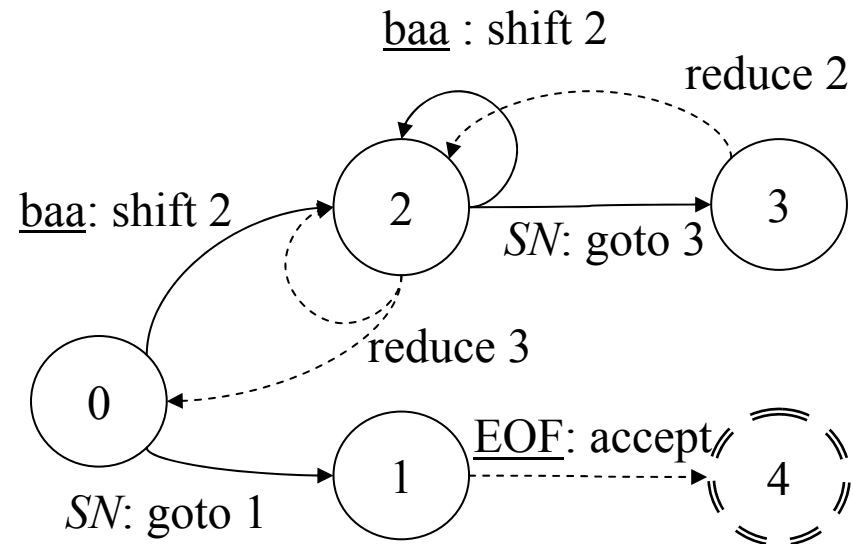 baa : shift 2
reduce 2
baa: shift 2
2
3
SN: goto 3
reduce 3
0
EOF: accept
1
4
SN: goto 1